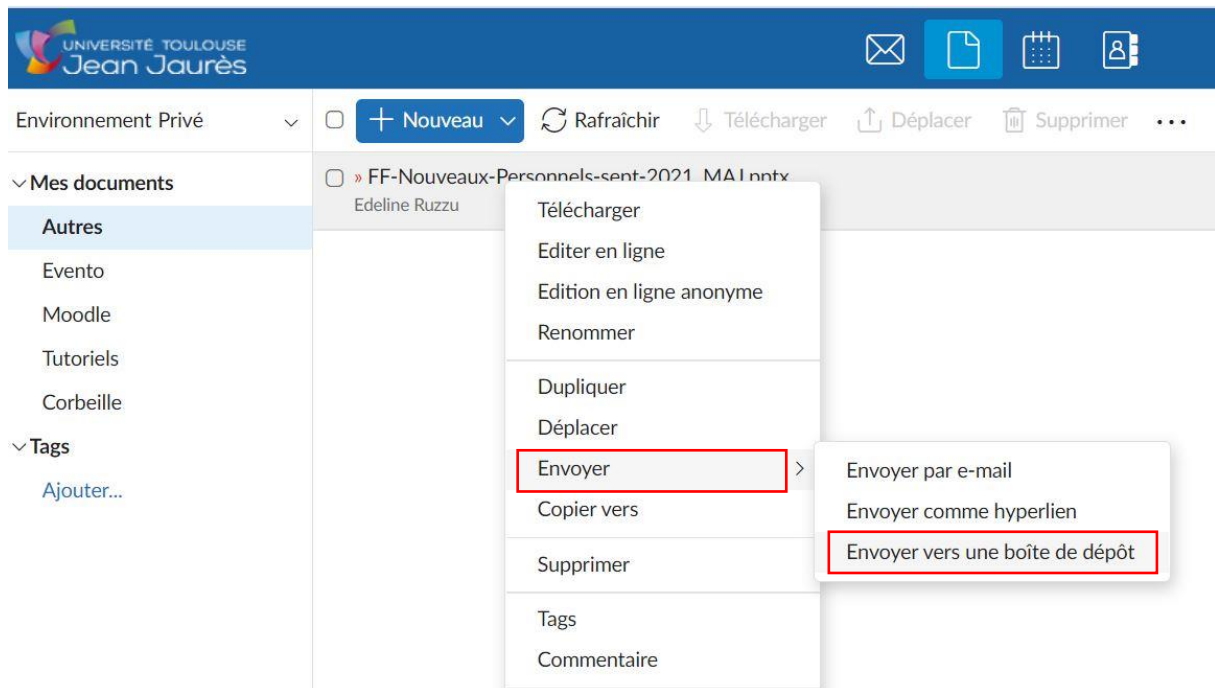 UNIVERSITÉ TOULOUSE
Jean Jaurès
Environnement Privé
Nouveau
Rafraîchir
Télécharger
Déplacer
Supprimer
...
Mes documents
Autres
Evento
Moodle
Tutoriels
Corbeille
Tags
Ajouter...
» FF-Nouveaux-Personnels-sept-2021_MAJ.pptx
Edeline Ruzzu
Télécharger
Editer en ligne
Edition en ligne anonyme
Renommer
Dupliquer
Déplacer
Envoyer
Copier vers
Supprimer
Tags
Commentaire
Envoyer par e-mail
Envoyer comme hyperlien
Envoyer vers une boîte de dépôt